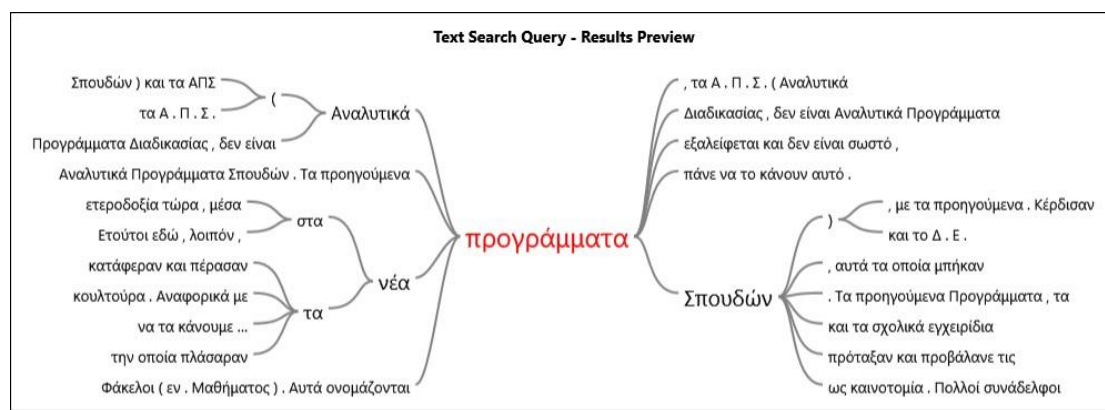 Text Search Query - Results Preview
Σπουδών ) και τα ΑΠΣ
τα Α . Π . Σ .
(
Προγράμματα Διαδικασίας , δεν είναι
Αναλυτικά
Αναλυτικά Προγράμματα Σπουδών . Τα προηγούμενα
ετεροδοξία τώρα , μέσα
Ετούτοι εδώ , λοιπόν ,
στα
κατάφεραν και πέρασαν
κουλτούρα . Αναφορικά με
να τα κάνουμε ...
την οποία πλάσαραν
τα
νέα
Φάκελοι ( εν . Μαθήματος ) . Αυτά ονομάζονται
προγράμματα
, τα Α . Π . Σ . ( Αναλυτικά
Διαδικασίας , δεν είναι Αναλυτικά Προγράμματα
εξαλείφεται και δεν είναι σωστό ,
πάνε να το κάνουν αυτό .
Σπουδών
)
, με τα προηγούμενα . Κέρδισαν
και το Δ . Ε .
, αυτά τα οποία μπήκαν
. Τα προηγούμενα Προγράμματα , τα
και τα σχολικά εγχειρίδια
πρόταξαν και προβάλανε τις
ως καινοτομία . Πολλοί συνάδελφοι